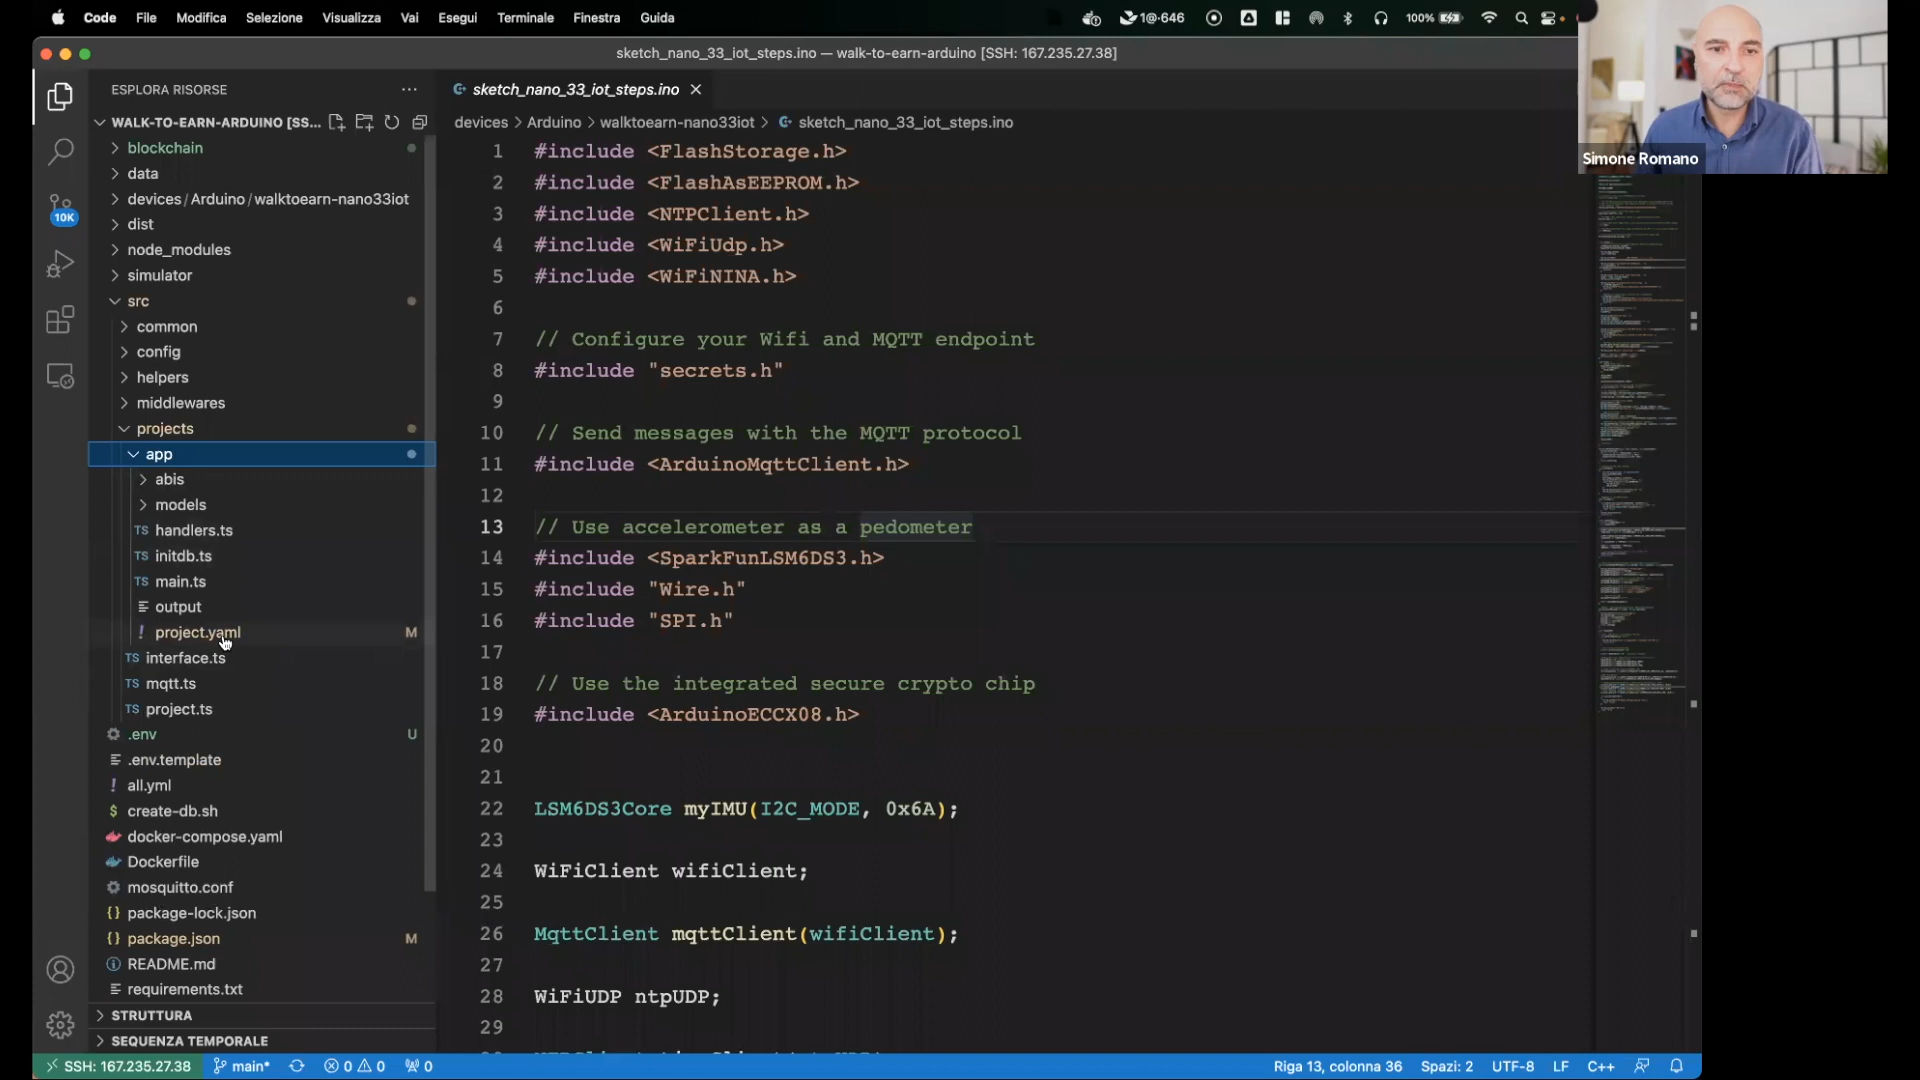 Code File Modifica Selezione Visualizza Vai Esegui Terminale Finestra Guida 1@·646 100%
sketch_nano_33_iot_steps.ino — walk-to-earn-arduino [SSH: 167.235.27.38]
Simone Romano
ESPLORA RISORSE
WALK-TO-EARN-ARDUINO [SS...
blockchain
data
devices/Arduino/walktoearn-nano33iot
dist
node_modules
10K
simulator
src
common
config
helpers
middlewares
projects
app
abis
models
TS handlers.ts
TS initdb.ts
TS main.ts
output
! project.yaml M
TS interface.ts
TS mqtt.ts
TS project.ts
.env U
.env.template
! all.yml
$ create-db.sh
docker-compose.yaml
Dockerfile
mosquitto.conf
{} package-lock.json
{} package.json M
README.md
requirements.txt
STRUTTURA
SEQUENZA TEMPORALE
sketch_nano_33_iot_steps.ino
devices > Arduino > walktoearn-nano33iot > sketch_nano_33_iot_steps.ino
1 #include <FlashStorage.h>
2 #include <FlashAsEEPROM.h>
3 #include <NTPClient.h>
4 #include <WiFiUdp.h>
5 #include <WiFiNINA.h>
6
7 // Configure your Wifi and MQTT endpoint
8 #include "secrets.h"
9
10 // Send messages with the MQTT protocol
11 #include <ArduinoMqttClient.h>
12
13 // Use accelerometer as a pedometer
14 #include <SparkFunLSM6DS3.h>
15 #include "Wire.h"
16 #include "SPI.h"
17
18 // Use the integrated secure crypto chip
19 #include <ArduinoECCX08.h>
20
21
22 LSM6DS3Core myIMU(I2C_MODE, 0x6A);
23
24 WiFiClient wifiClient;
25
26 MqttClient mqttClient(wifiClient);
27
28 WiFiUDP ntpUDP;
29
SSH: 167.235.27.38 main* 0 0 0 Riga 13, colonna 36 Spazi: 2 UTF-8 LF C++